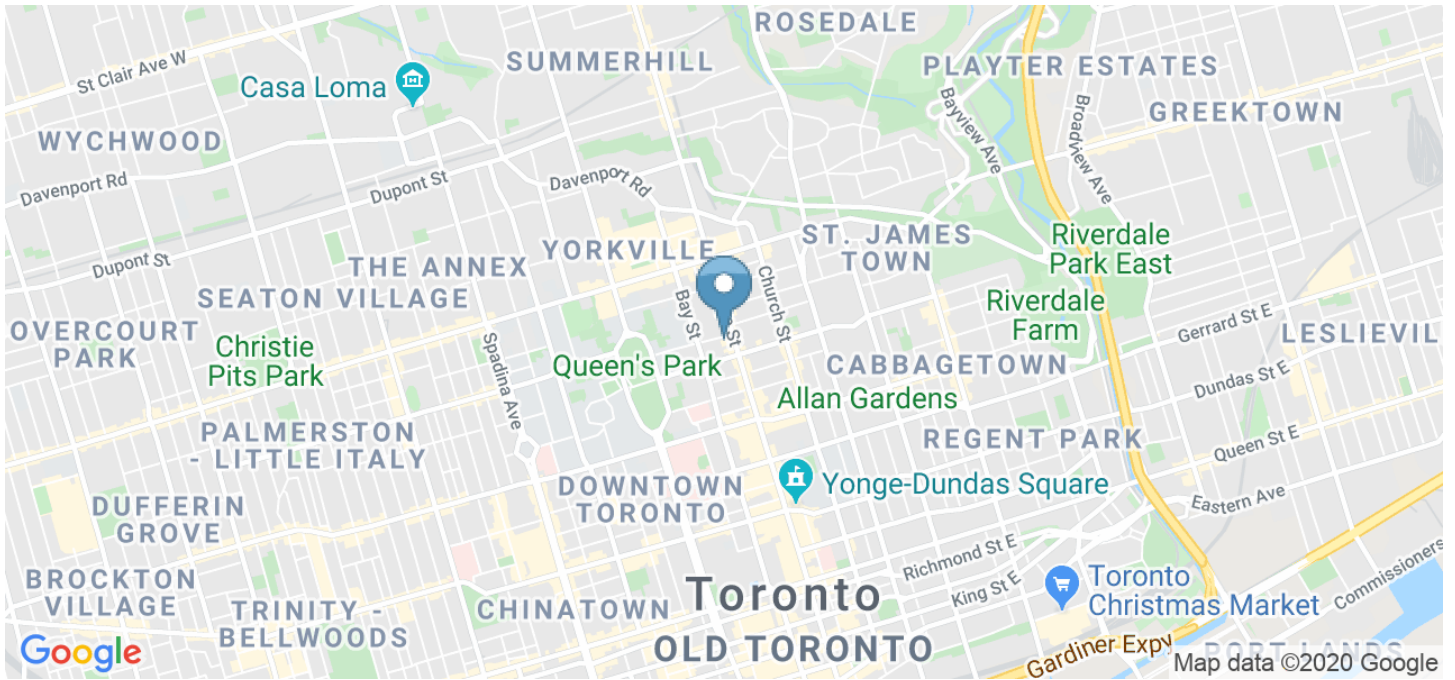 ROSEDALE
SUMMERHILL
St Clair Ave W
PLAYTER ESTATES
Casa Loma
Bayview Ave
Broadview Ave
GREEKTOWN
WYCHWOOD
Davenport Rd
Dupont St
Davenport Rd
YORKVILLE
ST. JAMES
TOWN
Riverdale
Park East
Dupont St
THE ANNEX
SEATON VILLAGE
Church St
Bay St
St
Riverdale
Farm
Gerrard St E
OVERCOURT
PARK
Christie
Pits Park
Spadina Ave
Queen's Park
CABBAGETOWN
LESLIEVIL
Allan Gardens
Dundas St E
PALMERSTON
- LITTLE ITALY
REGENT PARK
Queen St E
DOWNTOWN
TORONTO
Yonge-Dundas Square
Eastern Ave
DUFFERIN
GROVE
Richmond St E
King St E
BROCKTON
VILLAGE
TRINITY -
BELLWOODS
CHINATOWN
Toronto
OLD TORONTO
Toronto
Christmas Market
Commissioners
Gardiner Expy
PORT LANDS
Google
Map data ©2020 Google